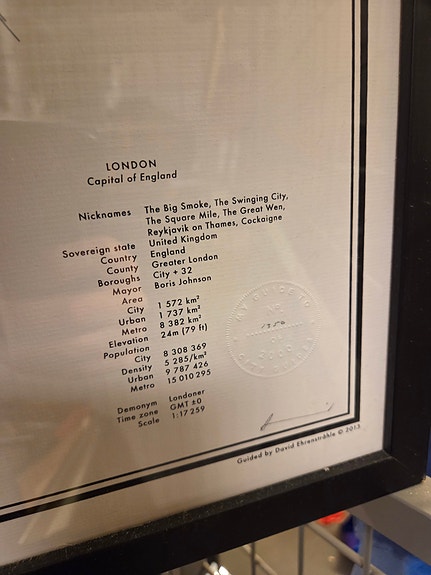 LONDON
Capital of England
Nicknames The Big Smoke, The Swinging City,
The Square Mile, The Great Wen,
Reykjavik on Thames, Cockaigne
Sovereign state United Kingdom
Country England
County Greater London
Boroughs City + 32
Mayor Boris Johnson
Area
City 1 572 km²
Urban 1 737 km²
Metro 8 382 km²
Elevation 24m (79 ft)
Population
City 8 308 369
Density 5 285/km²
Urban 9 787 426
Metro 15 010 295
Demonym Londoner
Time zone GMT ±0
Scale 1:17 259
Guided by David Ehrenstråhle © 2013